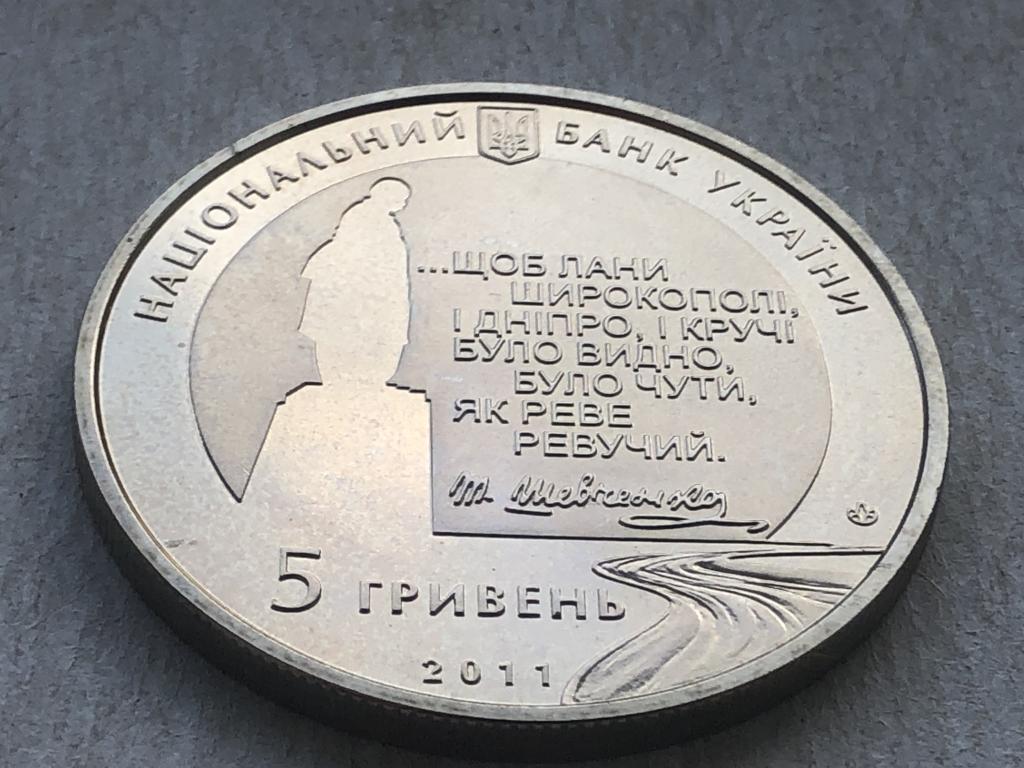 НАЦІОНАЛЬНИЙ БАНК УКРАЇНИ
...ЩОБ ЛАНИ
ШИРОКОПОЛІ,
І ДНІПРО, І КРУЧІ
БУЛО ВИДНО,
БУЛО ЧУТИ,
ЯК РЕВЕ
РЕВУЧИЙ.
Т. Шевченко
5 ГРИВЕНЬ
2011